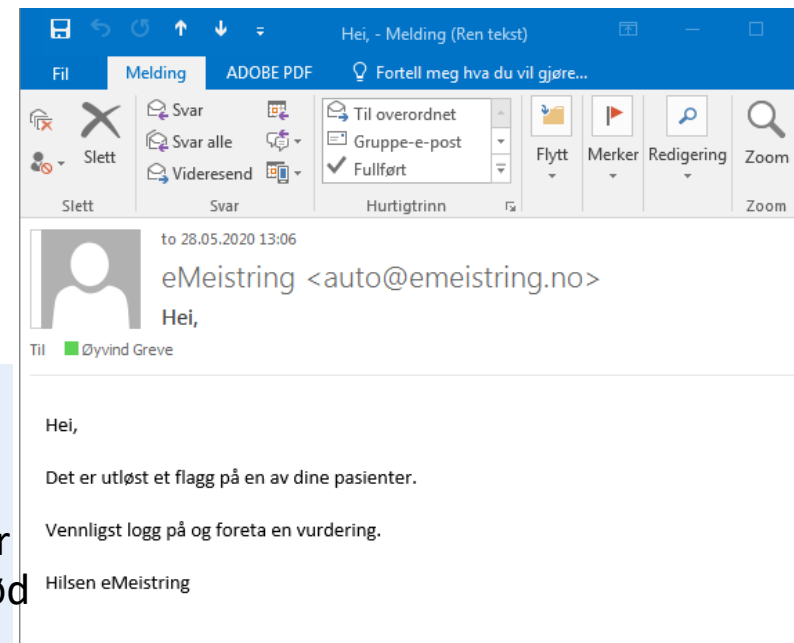 Hei, - Melding (Ren tekst)
Fil Melding ADOBE PDF Fortell meg hva du vil gjøre...
Slett
Svar
Svar alle
Videresend
Til overordnet
Gruppe-e-post
Fullført
Flytt
Merker
Redigering
Zoom
Slett Svar Hurtigtrinn Zoom
to 28.05.2020 13:06
eMeistring <auto@emeistring.no>
Hei,
Til Øyvind Greve
Hei,
Det er utløst et flagg på en av dine pasienter.
Vennligst logg på og foreta en vurdering.
Hilsen eMeistring